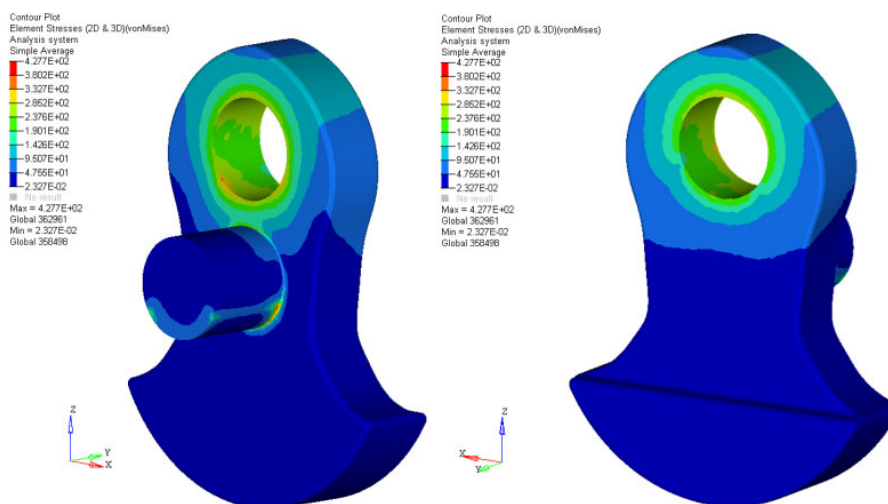 Contour Plot
Element Stresses (2D & 3D)(vonMises)
Analysis system
Simple Average
4.277E+02
3.802E+02
3.327E+02
2.852E+02
2.376E+02
1.901E+02
1.426E+02
9.507E+01
4.755E+01
2.327E-02
No result
Max = 4.277E+02
Global 362961
Min = 2.327E-02
Global 358498
Z
Y
X
Contour Plot
Element Stresses (2D & 3D)(vonMises)
Analysis system
Simple Average
4.277E+02
3.802E+02
3.327E+02
2.852E+02
2.376E+02
1.901E+02
1.426E+02
9.507E+01
4.755E+01
2.327E-02
No result
Max = 4.277E+02
Global 362961
Min = 2.327E-02
Global 358498
Z
X
Y